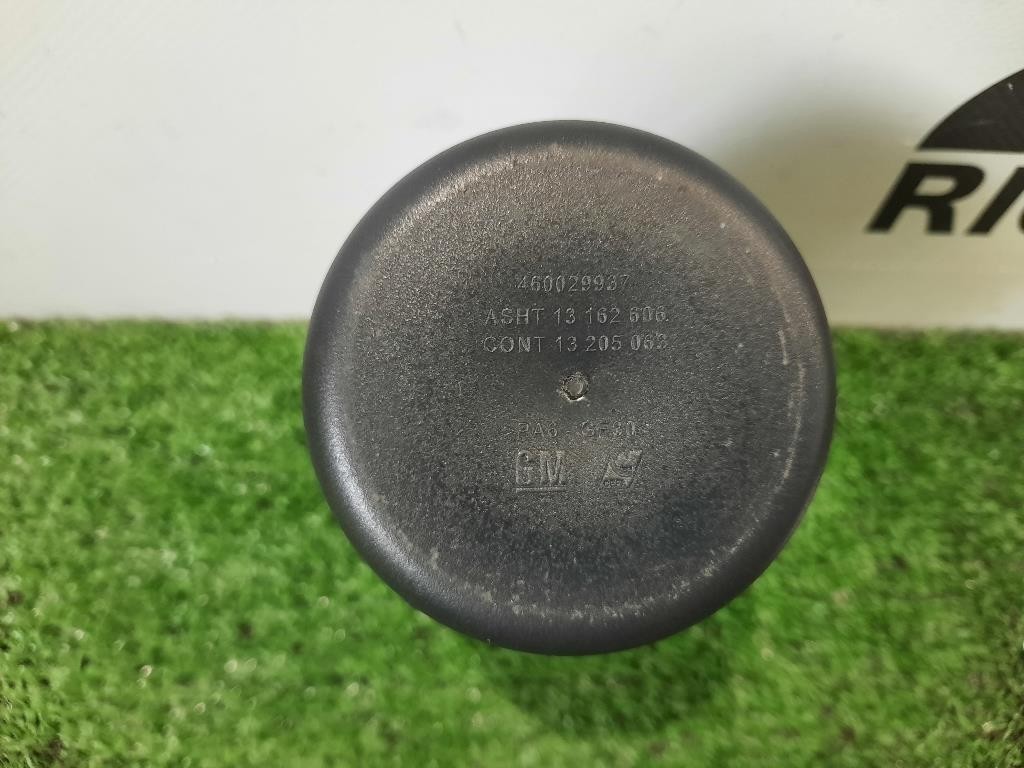 460029937
ASHT 13 162 606
CONT 13 205 063
GM
RI